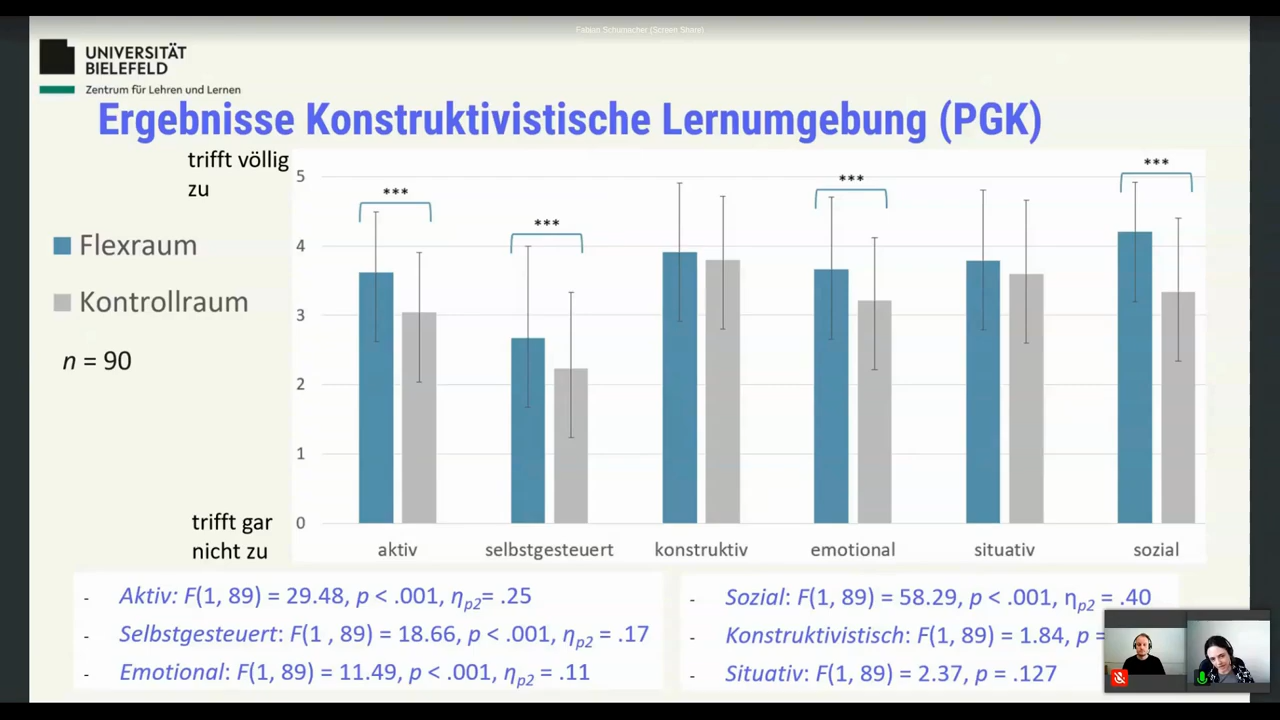 Fabian Schumacher (Screen Share)
UNIVERSITÄT
BIELEFELD
Zentrum für Lehren und Lernen
Ergebnisse Konstruktivistische Lernumgebung (PGK)
trifft völlig
zu
Flexraum
Kontrollraum
n = 90
trifft gar
nicht zu
5
4
3
2
1
0
***
***
***
***
aktiv selbstgesteuert konstruktiv emotional situativ sozial
- Aktiv: F(1, 89) = 29.48, p < .001, ηp2= .25
- Selbstgesteuert: F(1 , 89) = 18.66, p < .001, ηp2 = .17
- Emotional: F(1, 89) = 11.49, p < .001, ηp2 = .11
- Sozial: F(1, 89) = 58.29, p < .001, ηp2 = .40
- Konstruktivistisch: F(1, 89) = 1.84, p =
- Situativ: F(1, 89) = 2.37, p = .127